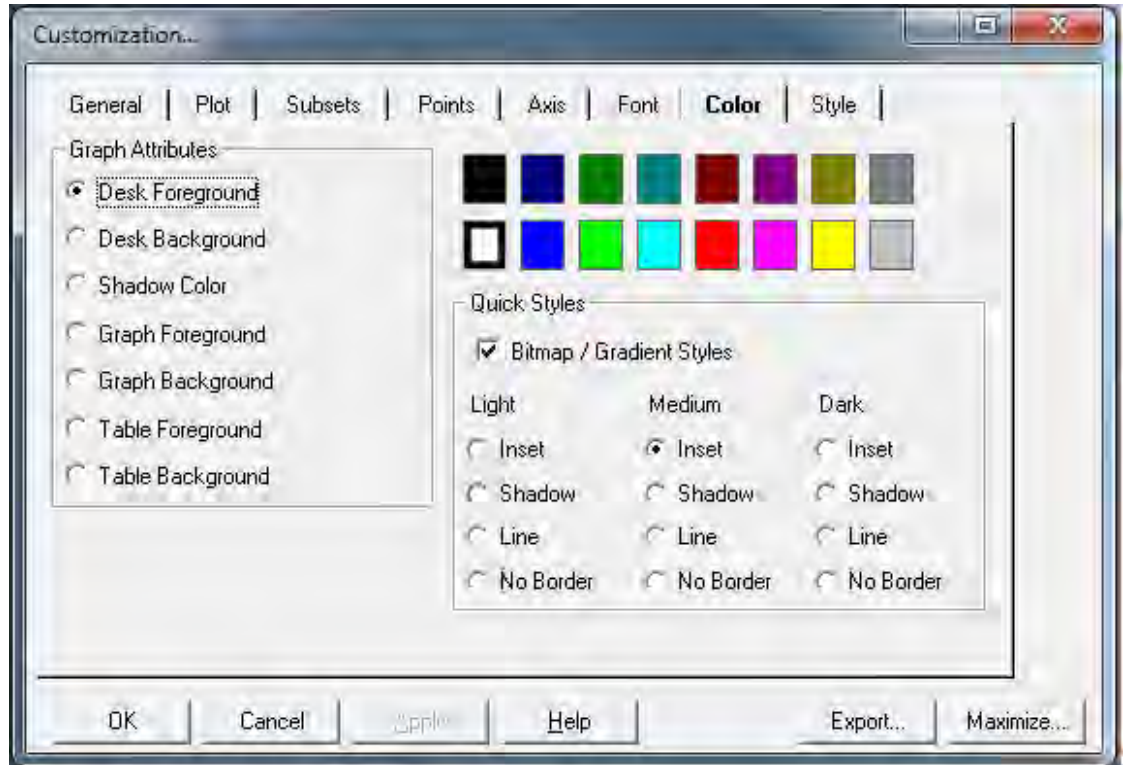 Customization...
General | Plot | Subsets | Points | Axis | Font | Color | Style |
Graph Attributes
Desk Foreground
Desk Background
Shadow Color
Graph Foreground
Graph Background
Table Foreground
Table Background
Quick Styles
Bitmap / Gradient Styles
Light Medium Dark
Inset Inset Inset
Shadow Shadow Shadow
Line Line Line
No Border No Border No Border
OK Cancel Apply Help Export... Maximize...